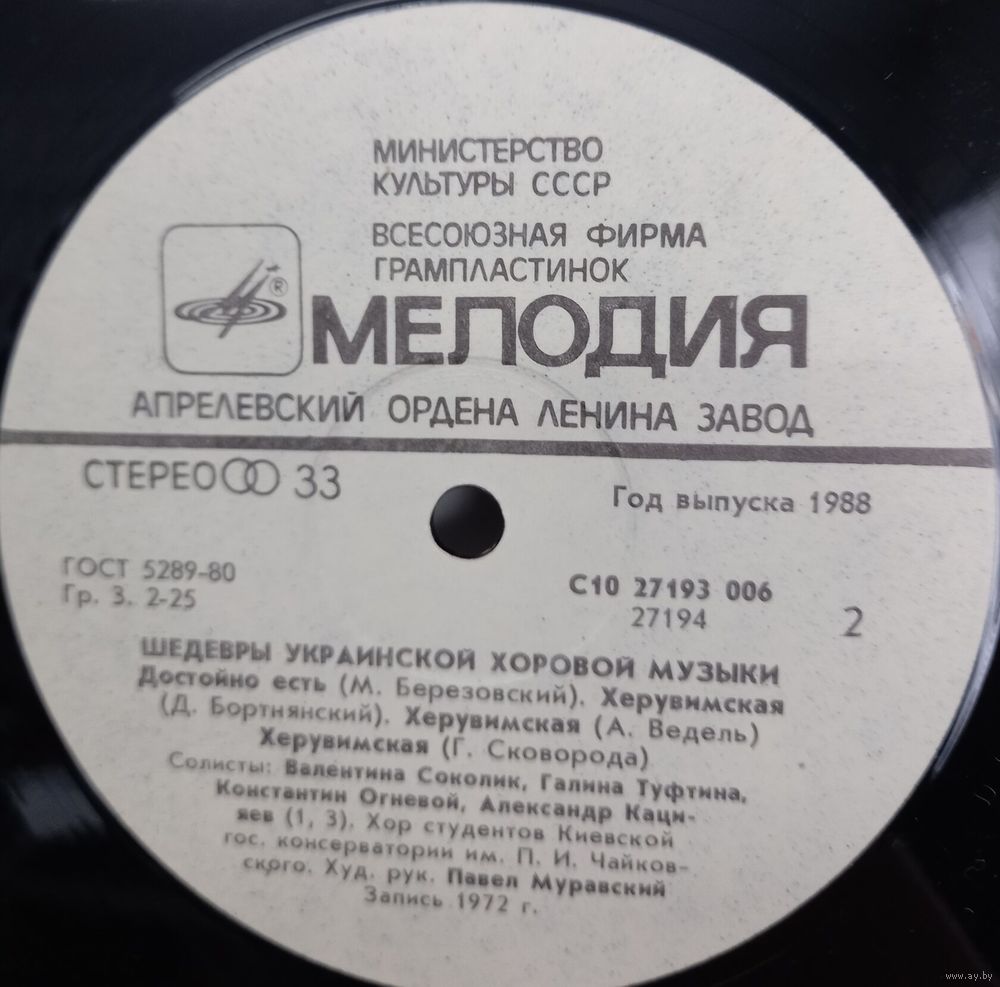 МИНИСТЕРСТВО
КУЛЬТУРЫ СССР
ВСЕСОЮЗНАЯ ФИРМА
ГРАМПЛАСТИНОК
®
МЕЛОДИЯ
АПРЕЛЕВСКИЙ ОРДЕНА ЛЕНИНА ЗАВОД
СТЕРЕО 33
Год выпуска 1988
ГОСТ 5289-80
Гр. 3. 2-25
С10 27193 006
27194
2
ШЕДЕВРЫ УКРАИНСКОЙ ХОРОВОЙ МУЗЫКИ
Достойно есть (М. Березовский). Херувимская
(Д. Бортнянский). Херувимская (А. Ведель)
Херувимская (Г. Сковорода)
Солисты: Валентина Соколик, Галина Туфтина,
Константин Огневой, Александр Каци-
яев (1, 3). Хор студентов Киевской
гос. консерватории им. П. И. Чайков-
ского. Худ. рук. Павел Муравский
Запись 1972 г.
www.ay.by